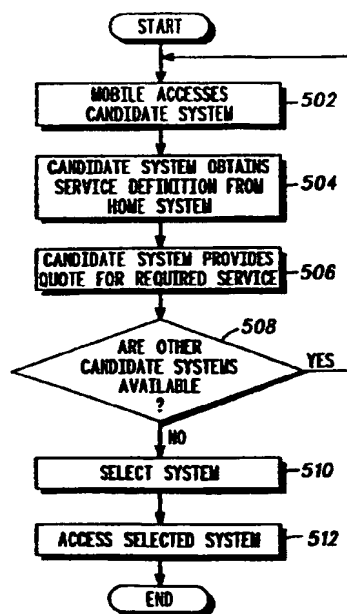 START
MOBILE ACCESSES
CANDIDATE SYSTEM
502
CANDIDATE SYSTEM OBTAINS
SERVICE DEFINITION FROM
HOME SYSTEM
504
CANDIDATE SYSTEM PROVIDES
QUOTE FOR REQUIRED SERVICE
506
508
ARE OTHER
CANDIDATE SYSTEMS
AVAILABLE
?
YES
NO
SELECT SYSTEM
510
ACCESS SELECTED SYSTEM
512
END